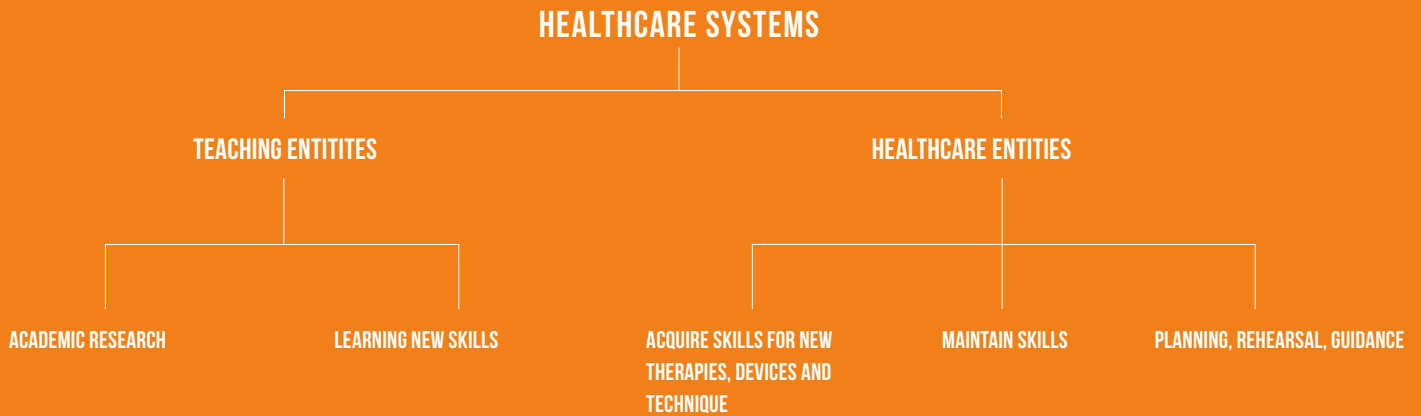 HEALTHCARE SYSTEMS
TEACHING ENTITITES
HEALTHCARE ENTITIES
ACADEMIC RESEARCH
LEARNING NEW SKILLS
ACQUIRE SKILLS FOR NEW
THERAPIES, DEVICES AND
TECHNIQUE
MAINTAIN SKILLS
PLANNING, REHEARSAL, GUIDANCE